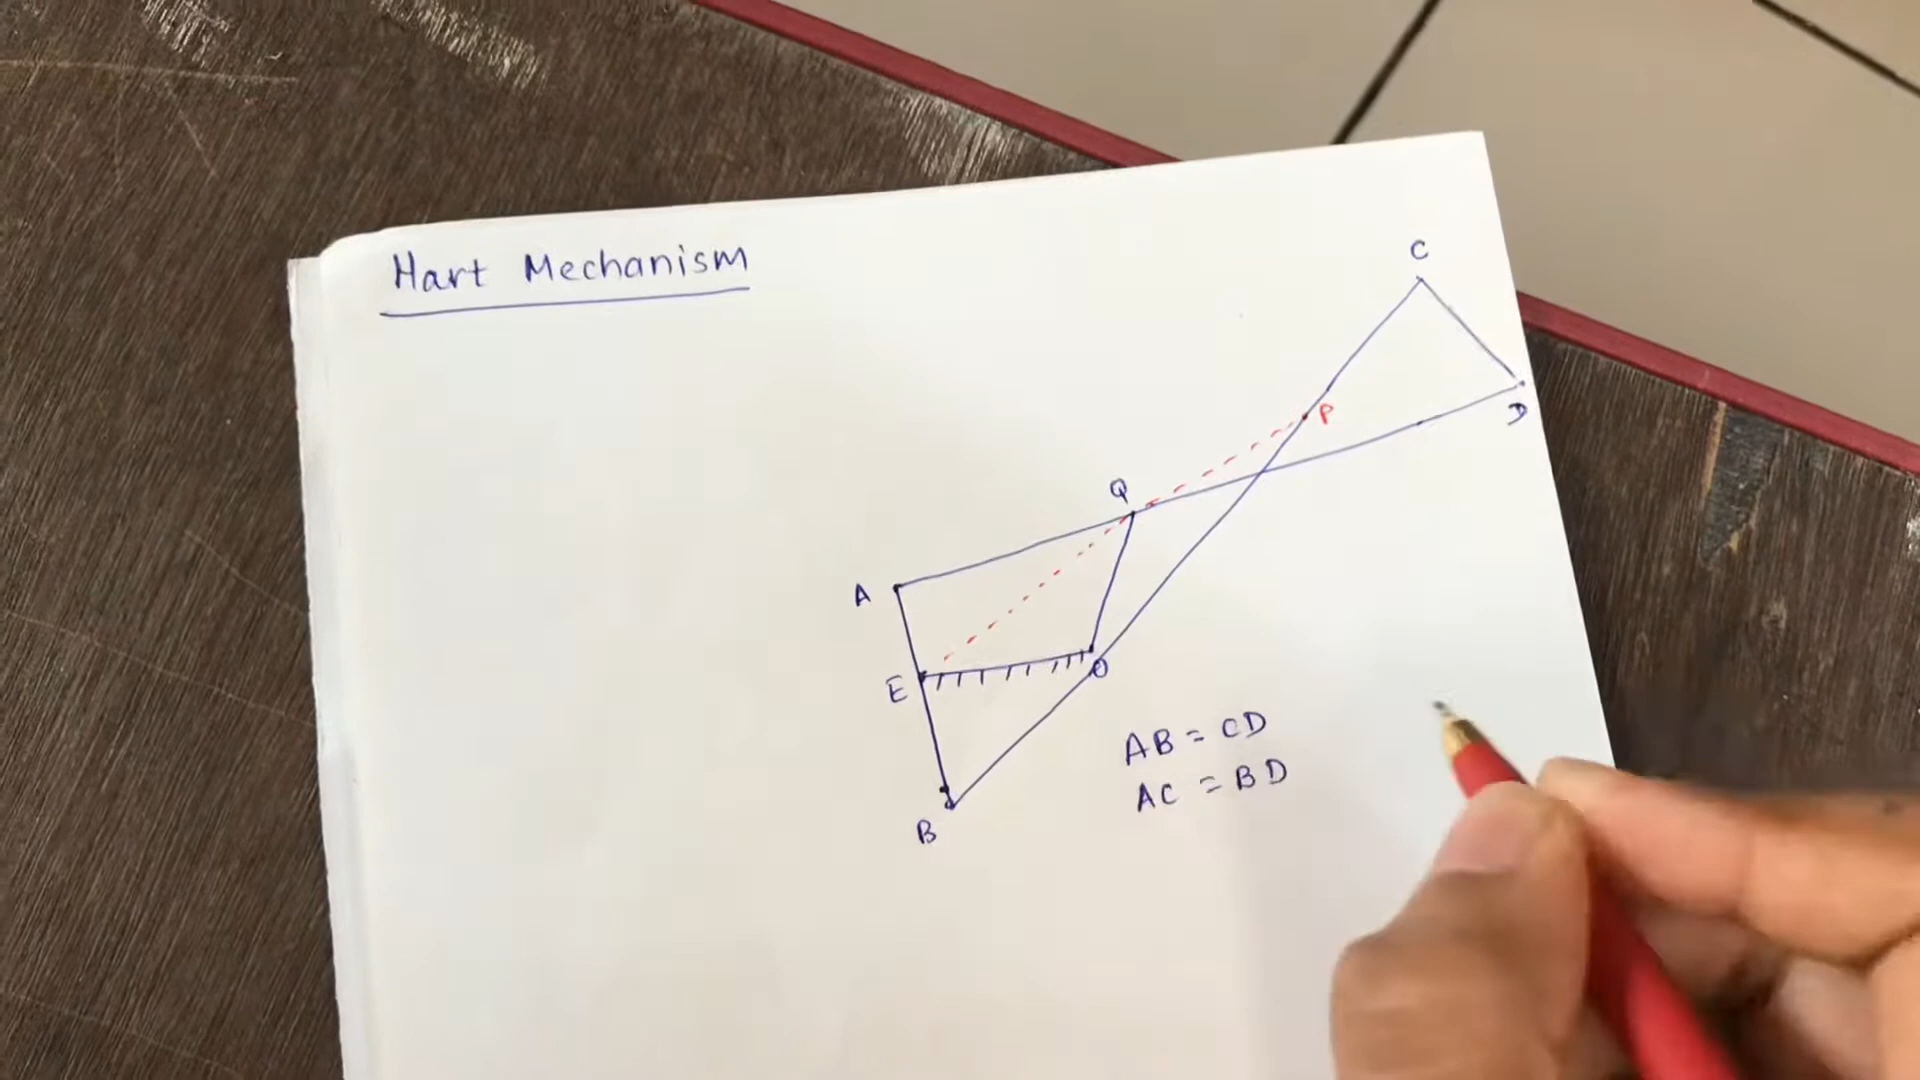 Hart Mechanism
C
P
D
Q
A
E
O
AB = CD
AC = BD
B